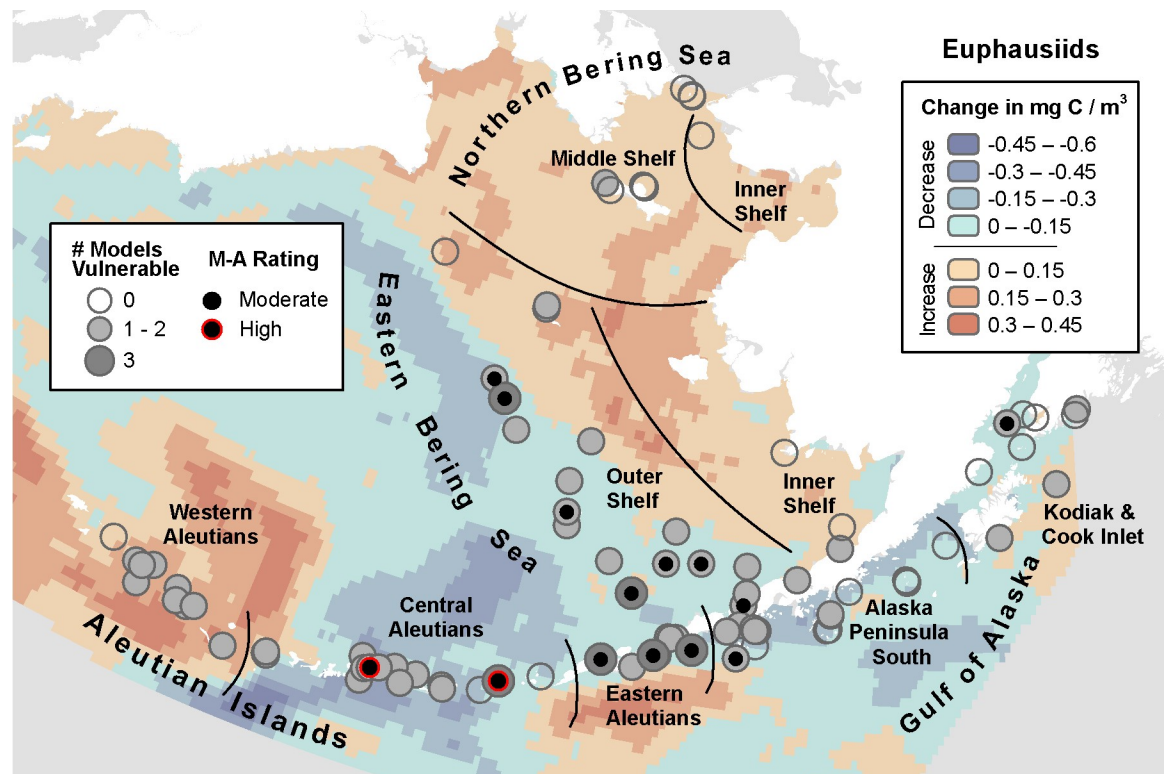 Euphausiids
Change in mg C / m³
Decrease
-0.45 – -0.6
-0.3 – -0.45
-0.15 – -0.3
0 – -0.15
Increase
0 – 0.15
0.15 – 0.3
0.3 – 0.45
# Models
Vulnerable
0
1 - 2
3
M-A Rating
Moderate
High
Northern Bering Sea
Middle Shelf
Inner
Shelf
Eastern Bering Sea
Outer
Shelf
Inner
Shelf
Western
Aleutians
Central
Aleutians
Eastern
Aleutians
Aleutian Islands
Alaska
Peninsula
South
Kodiak &
Cook Inlet
Gulf of Alaska